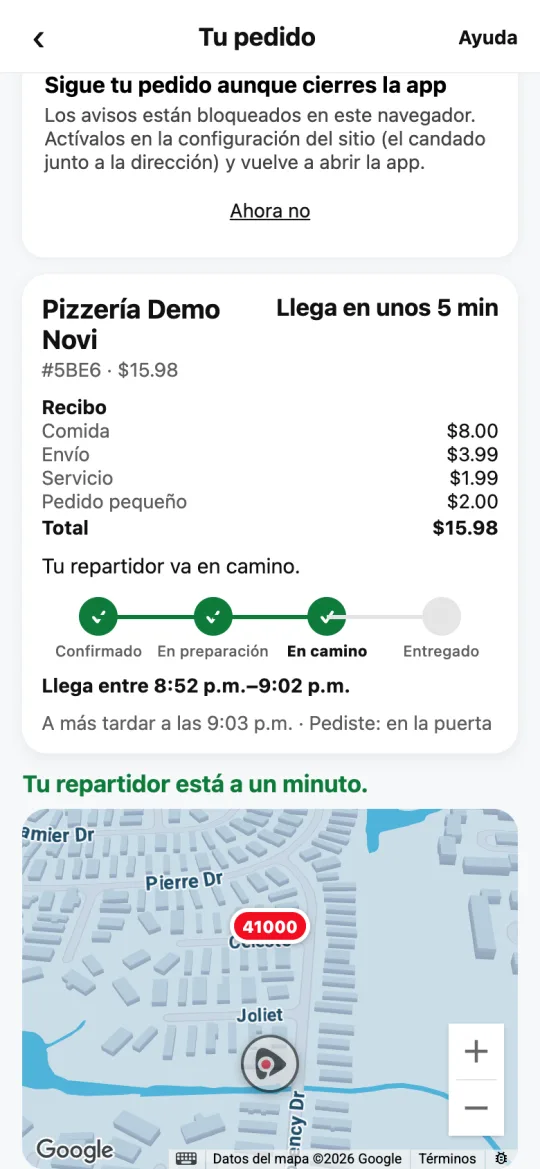 Tu pedido
Ayuda
Sigue tu pedido aunque cierres la app
Los avisos están bloqueados en este navegador.
Actívalos en la configuración del sitio (el candado
junto a la dirección) y vuelve a abrir la app.
Ahora no
Pizzería Demo
Novi
Llega en unos 5 min
#5BE6 · $15.98
Recibo
Comida $8.00
Envío $3.99
Servicio $1.99
Pedido pequeño $2.00
Total $15.98
Tu repartidor va en camino.
Confirmado En preparación En camino Entregado
Llega entre 8:52 p.m.–9:02 p.m.
A más tardar a las 9:03 p.m. · Pediste: en la puerta
Tu repartidor está a un minuto.
amier Dr
Pierre Dr
41000
Joliet
ency Dr
Google
Datos del mapa ©2026 Google
Términos